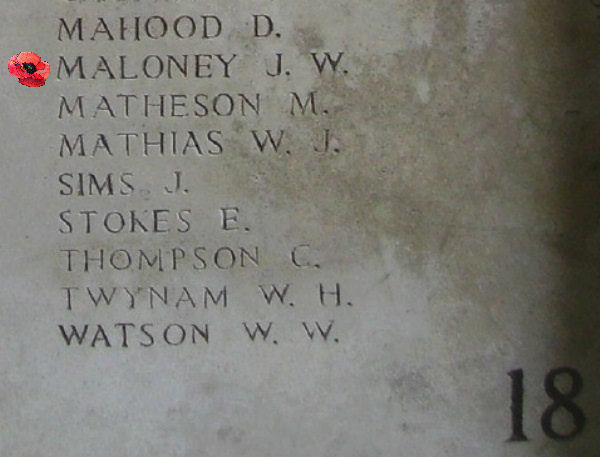 MAHOOD D.
MALONEY J. W.
MATHESON M.
MATHIAS W. J.
SIMS J.
STOKES E.
THOMPSON C.
TWYNAM W. H.
WATSON W. W.
18